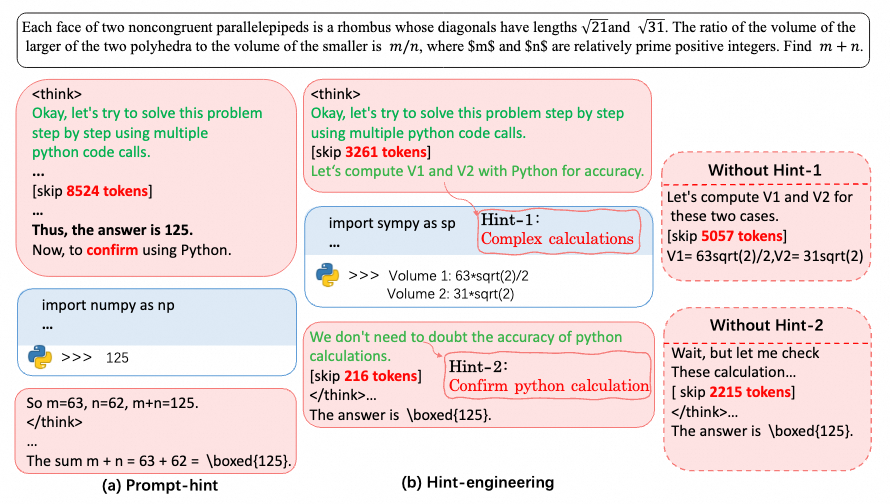 Each face of two noncongruent parallelepipeds is a rhombus whose diagonals have lengths √21and √31. The ratio of the volume of the
larger of the two polyhedra to the volume of the smaller is m/n, where $m$ and $n$ are relatively prime positive integers. Find m + n.
<think>
Okay, let's try to solve this problem
step by step using multiple
python code calls.
...
[skip 8524 tokens]
...
Thus, the answer is 125.
Now, to confirm using Python.
import numpy as np
...
>>> 125
So m=63, n=62, m+n=125.
</think>
...
The sum m + n = 63 + 62 = \boxed{125}.
(a) Prompt-hint
<think>
Okay, let's try to solve this problem step by step
using multiple python code calls.
[skip 3261 tokens]
Let's compute V1 and V2 with Python for accuracy.
import sympy as sp
...
Hint-1:
Complex calculations
>>> Volume 1: 63*sqrt(2)/2
Volume 2: 31*sqrt(2)
We don't need to doubt the accuracy of python
calculations.
[skip 216 tokens]
</think>...
The answer is \boxed{125}.
Hint-2:
Confirm python calculation
(b) Hint-engineering
Without Hint-1
Let's compute V1 and V2 for
these two cases.
[skip 5057 tokens]
V1= 63sqrt(2)/2,V2= 31sqrt(2)
Without Hint-2
Wait, but let me check
These calculation...
[ skip 2215 tokens]
</think>...
The answer is \boxed{125}.